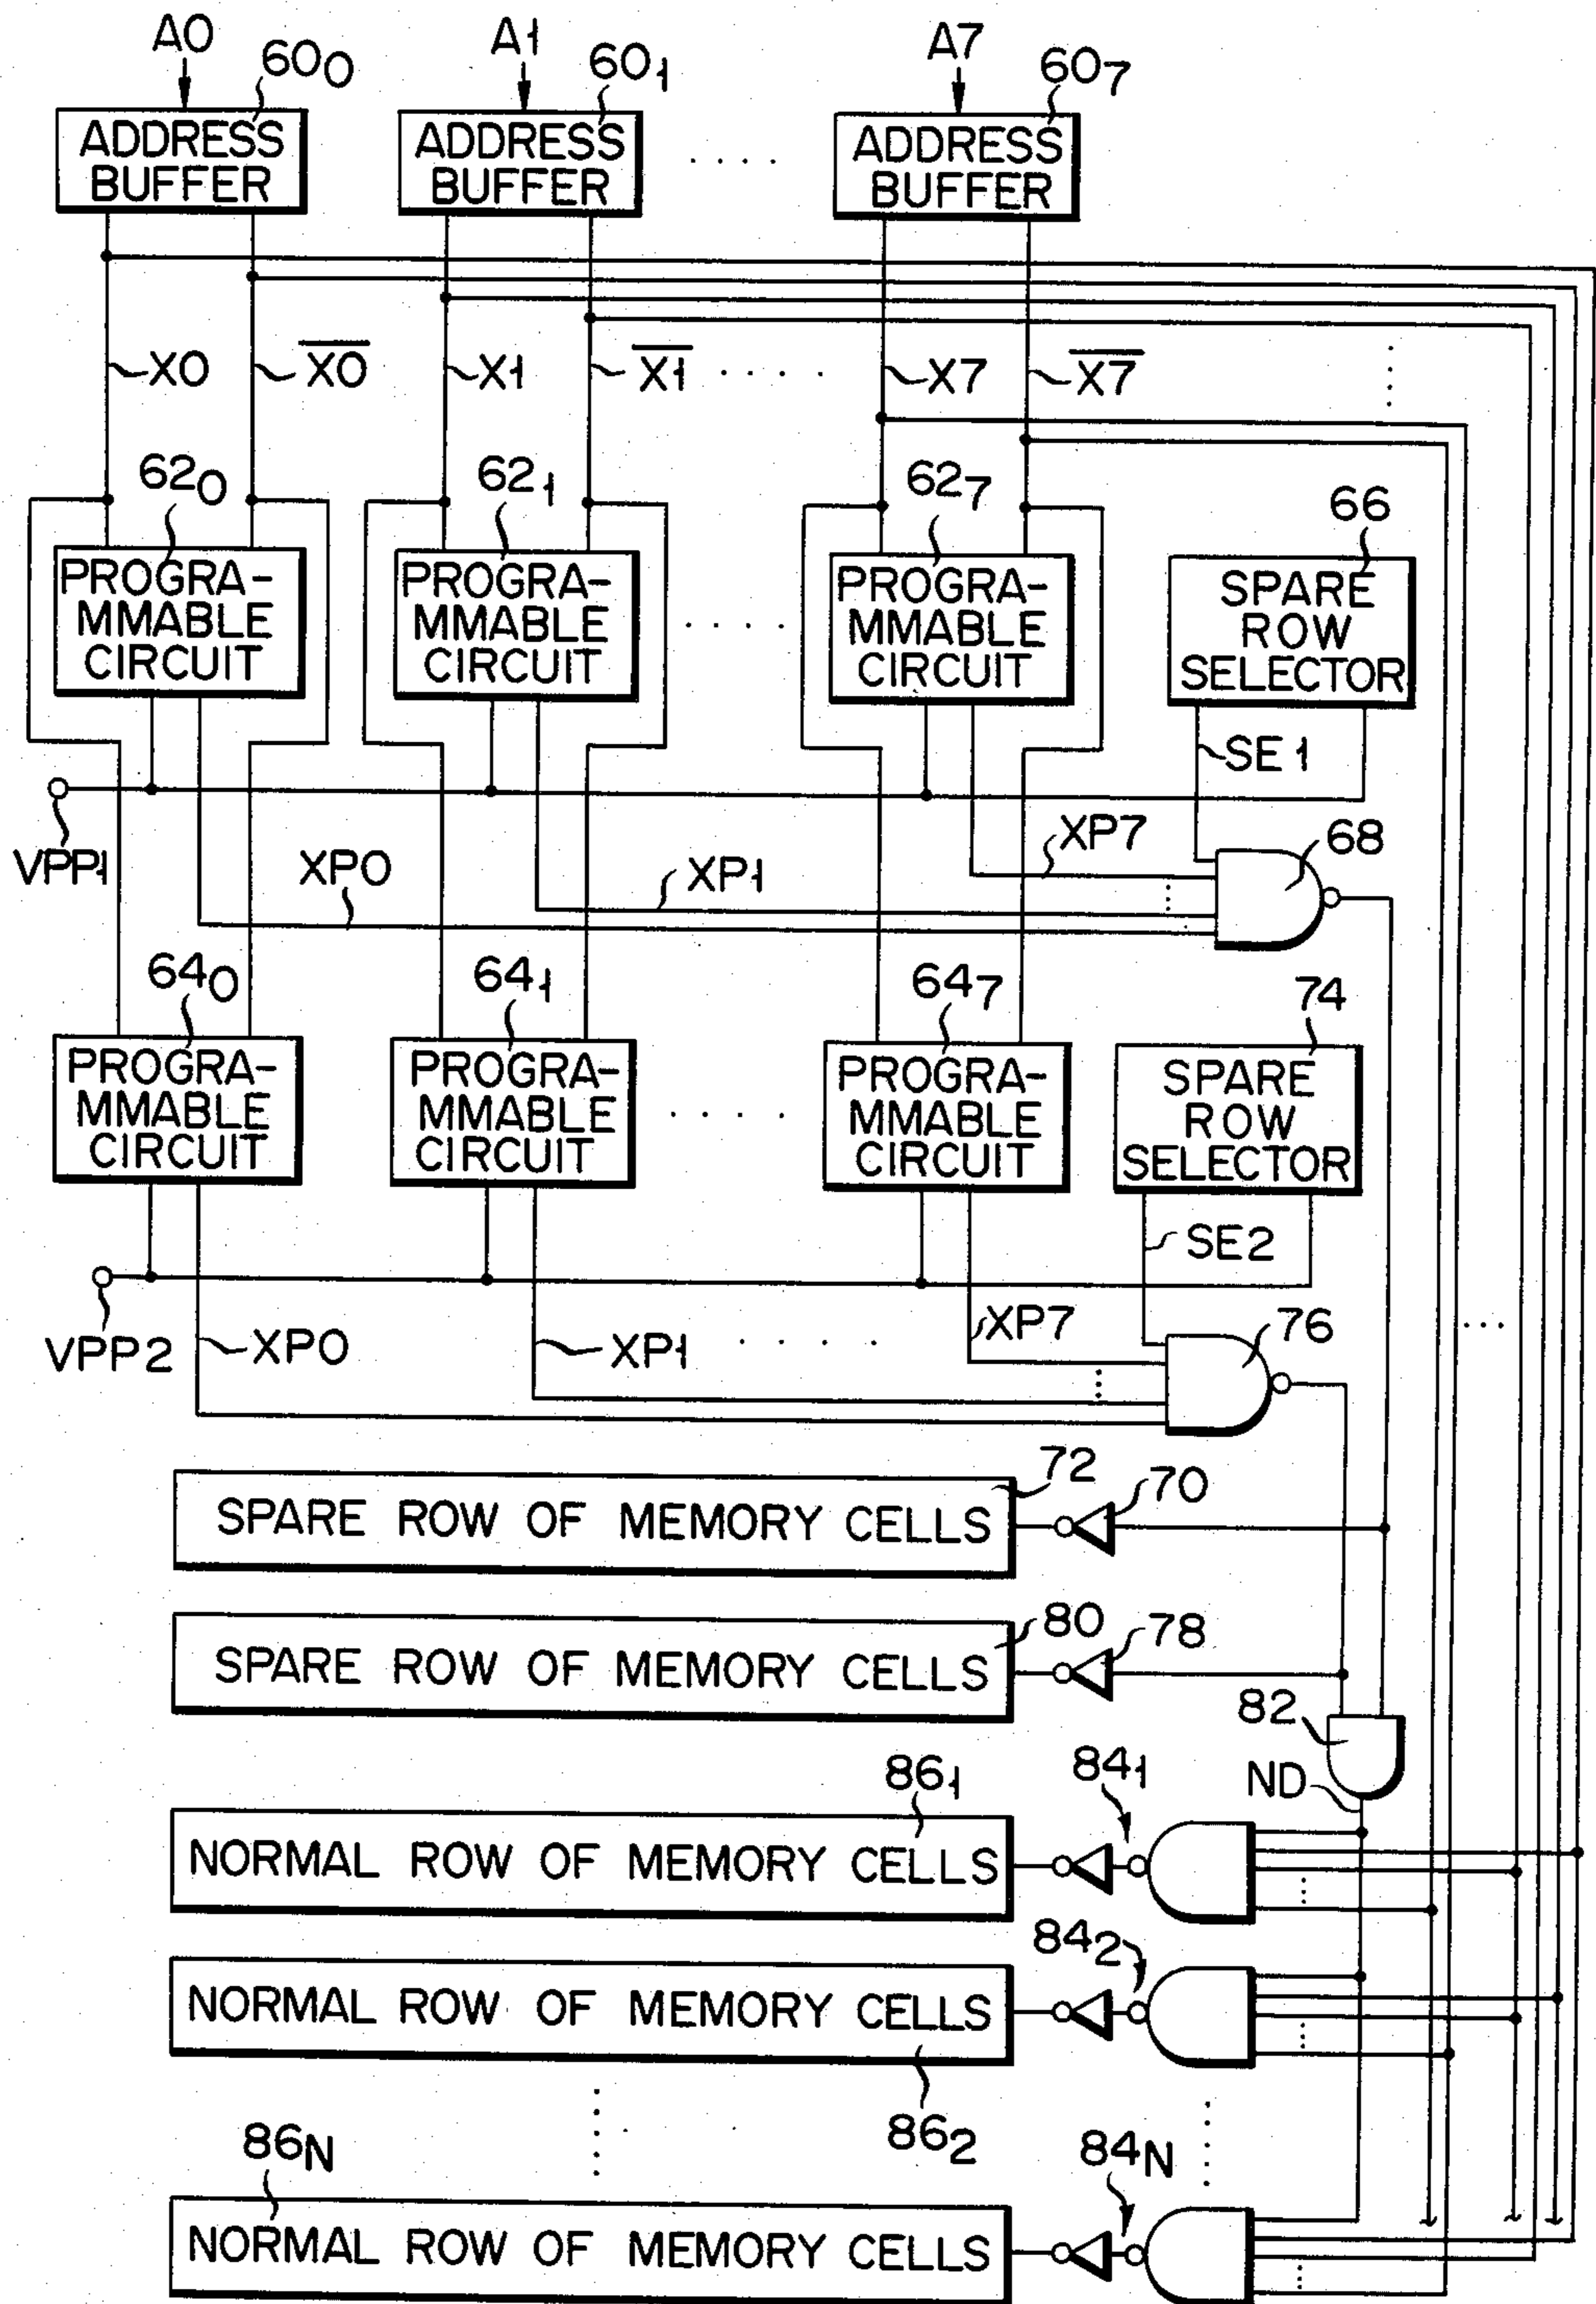 A0
A1
A7
60₀
60₁
60₇
ADDRESS
BUFFER
ADDRESS
BUFFER
ADDRESS
BUFFER
X0
X̅0̅
X1
X̅1̅
X7
X̅7̅
62₀
62₁
62₇
66
PROGRA-
MMABLE
CIRCUIT
PROGRA-
MMABLE
CIRCUIT
PROGRA-
MMABLE
CIRCUIT
SPARE
ROW
SELECTOR
SE1
VPP1
XP0
XP1
XP7
68
64₀
64₁
64₇
74
PROGRA-
MMABLE
CIRCUIT
PROGRA-
MMABLE
CIRCUIT
PROGRA-
MMABLE
CIRCUIT
SPARE
ROW
SELECTOR
SE2
VPP2
XP0
XP1
XP7
76
72
70
SPARE ROW OF MEMORY CELLS
80
78
SPARE ROW OF MEMORY CELLS
82
ND
86₁
84₁
NORMAL ROW OF MEMORY CELLS
84₂
NORMAL ROW OF MEMORY CELLS
86₂
86N
84N
NORMAL ROW OF MEMORY CELLS